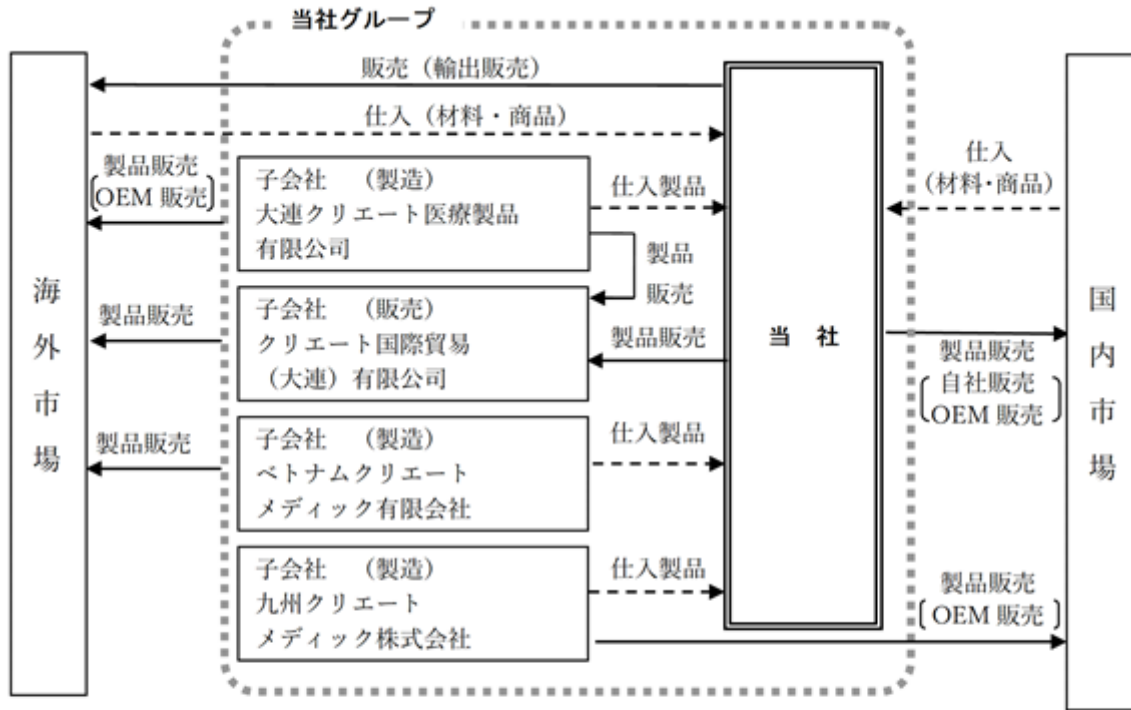 当社グループ
販売（輸出販売）
仕入（材料・商品）
製品販売
OEM 販売
子会社　（製造）
大連クリエート医療製品
有限公司
仕入製品
仕入
（材料・商品）
製品
販売
製品販売
子会社　（販売）
クリエート国際貿易
（大連）有限公司
製品販売
当　社
製品販売
自社販売
OEM 販売
製品販売
子会社　（製造）
ベトナムクリエート
メディック有限会社
仕入製品
子会社　（製造）
九州クリエート
メディック株式会社
仕入製品
製品販売
OEM 販売
海外市場
国内市場